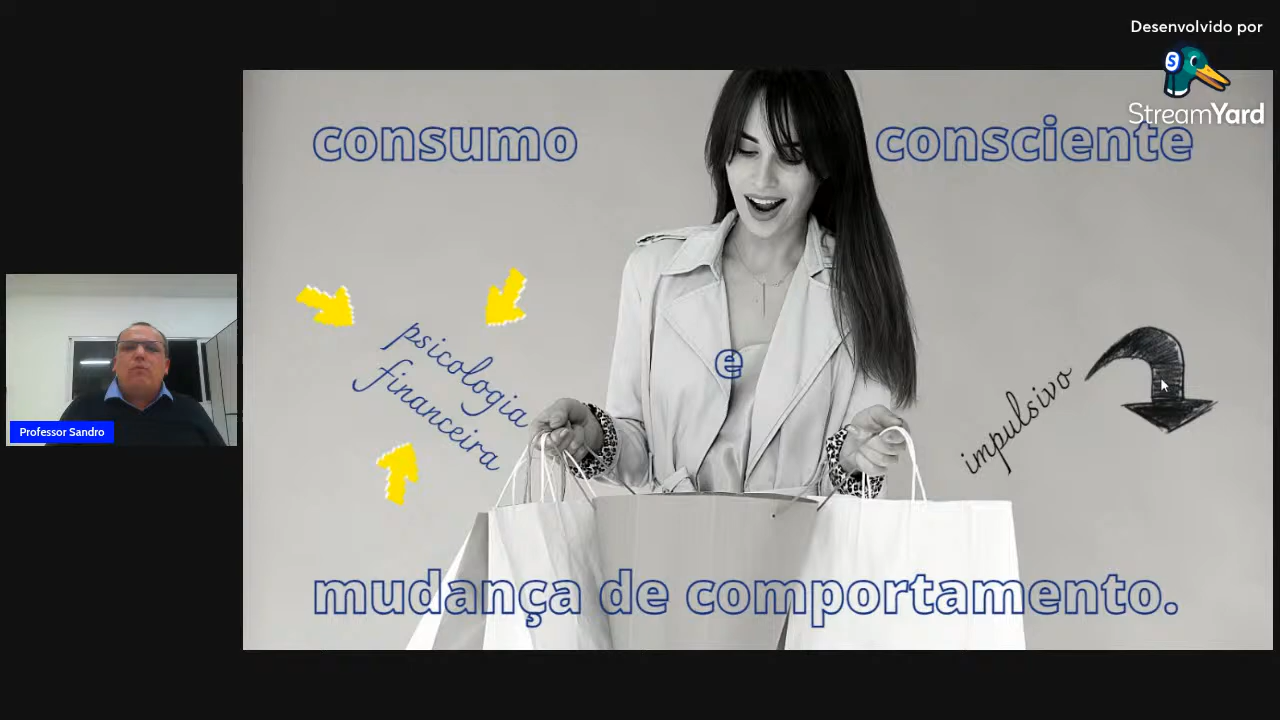 Desenvolvido por
StreamYard
consumo consciente
psicologia
financeira
e
impulsivo
mudança de comportamento.
Professor Sandro